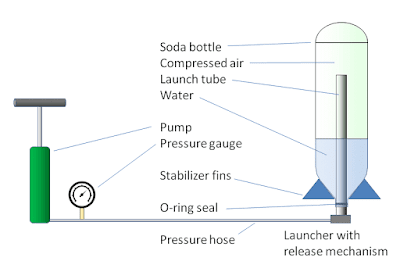 Soda bottle
Compressed air
Launch tube
Water
Pump
Pressure gauge
Stabilizer fins
O-ring seal
Pressure hose
Launcher with
release mechanism